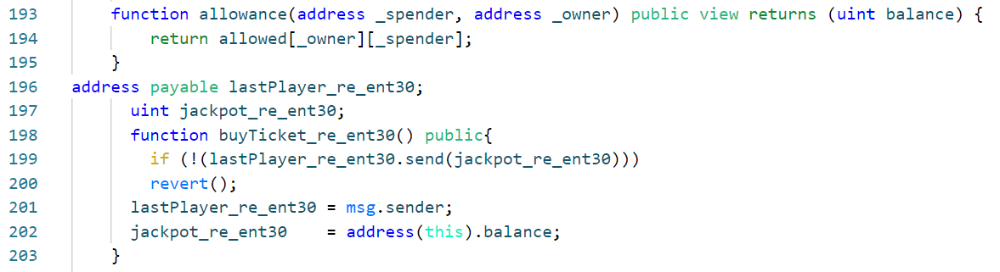 193 function allowance(address _spender, address _owner) public view returns (uint balance) {
194 return allowed[_owner][_spender];
195 }
196 address payable lastPlayer_re_ent30;
197 uint jackpot_re_ent30;
198 function buyTicket_re_ent30() public{
199 if (!(lastPlayer_re_ent30.send(jackpot_re_ent30)))
200 revert();
201 lastPlayer_re_ent30 = msg.sender;
202 jackpot_re_ent30    = address(this).balance;
203 }